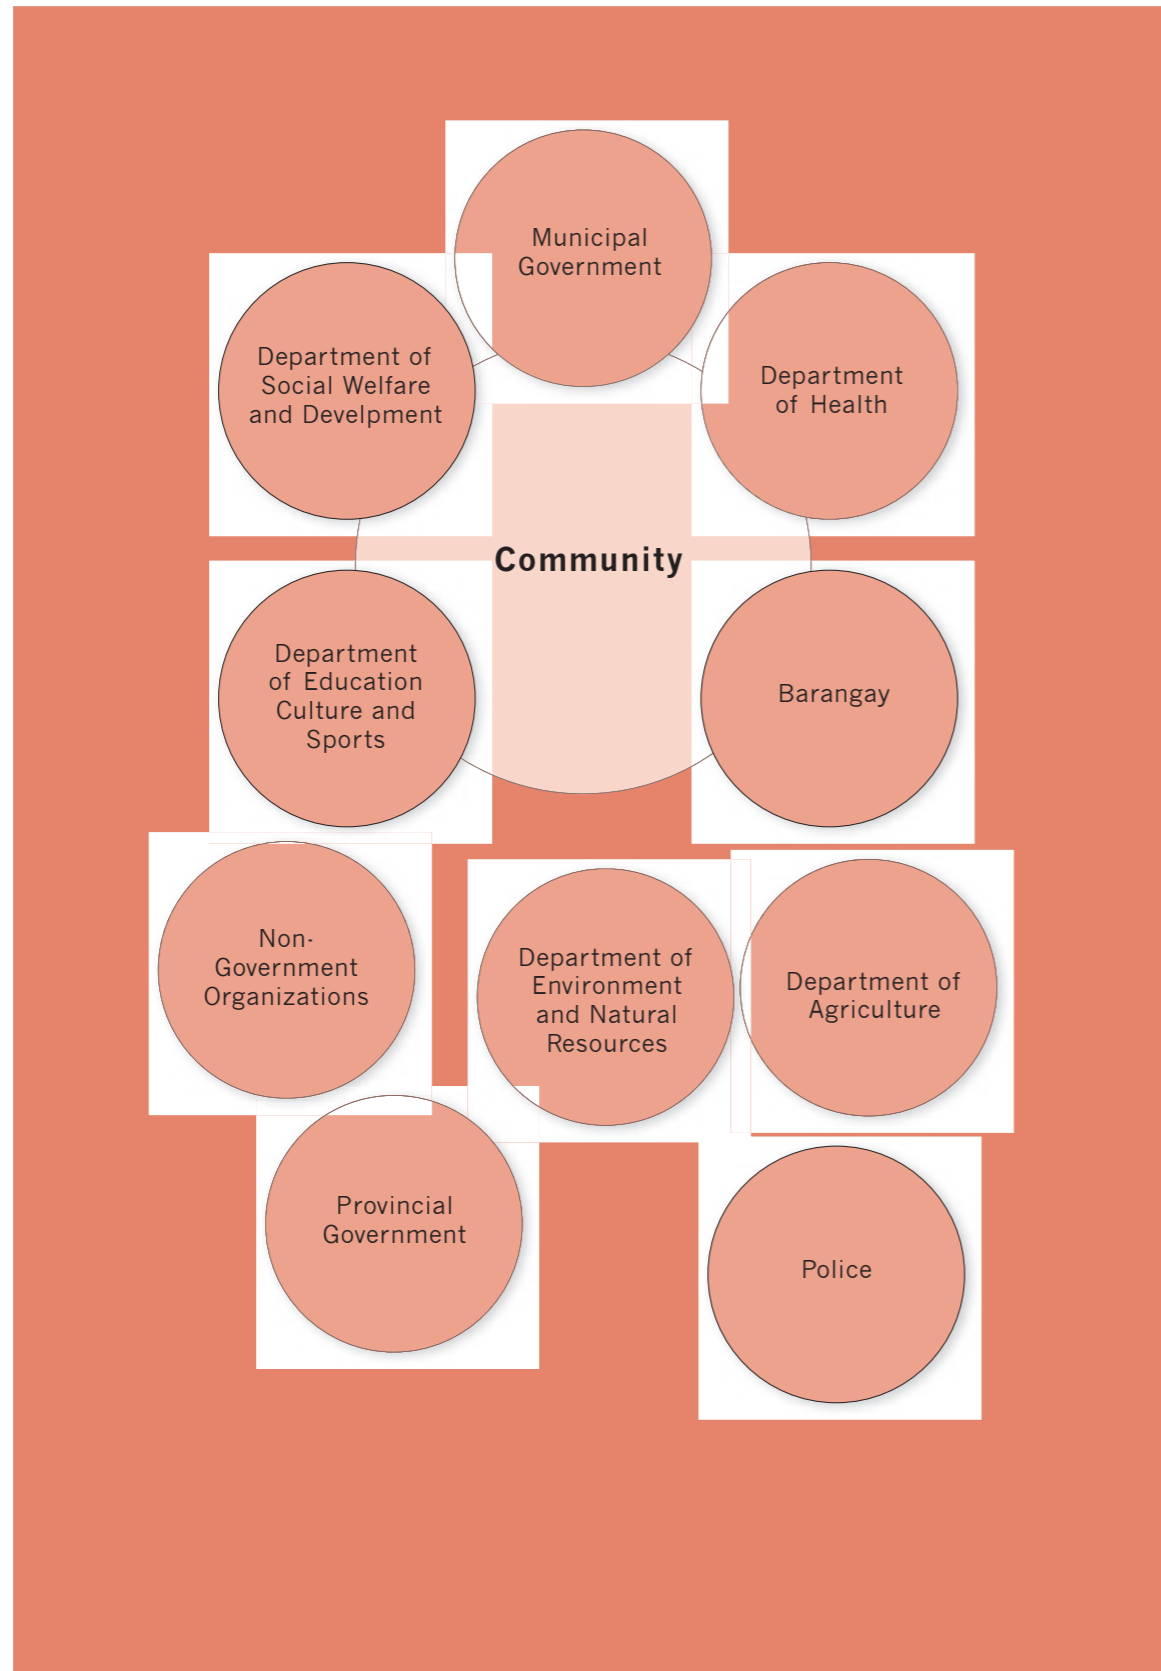 Municipal
Government
Department of
Social Welfare
and Develpment
Department
of Health
Community
Department
of Education
Culture and
Sports
Barangay
Non-
Government
Organizations
Department of
Environment
and Natural
Resources
Department of
Agriculture
Provincial
Government
Police